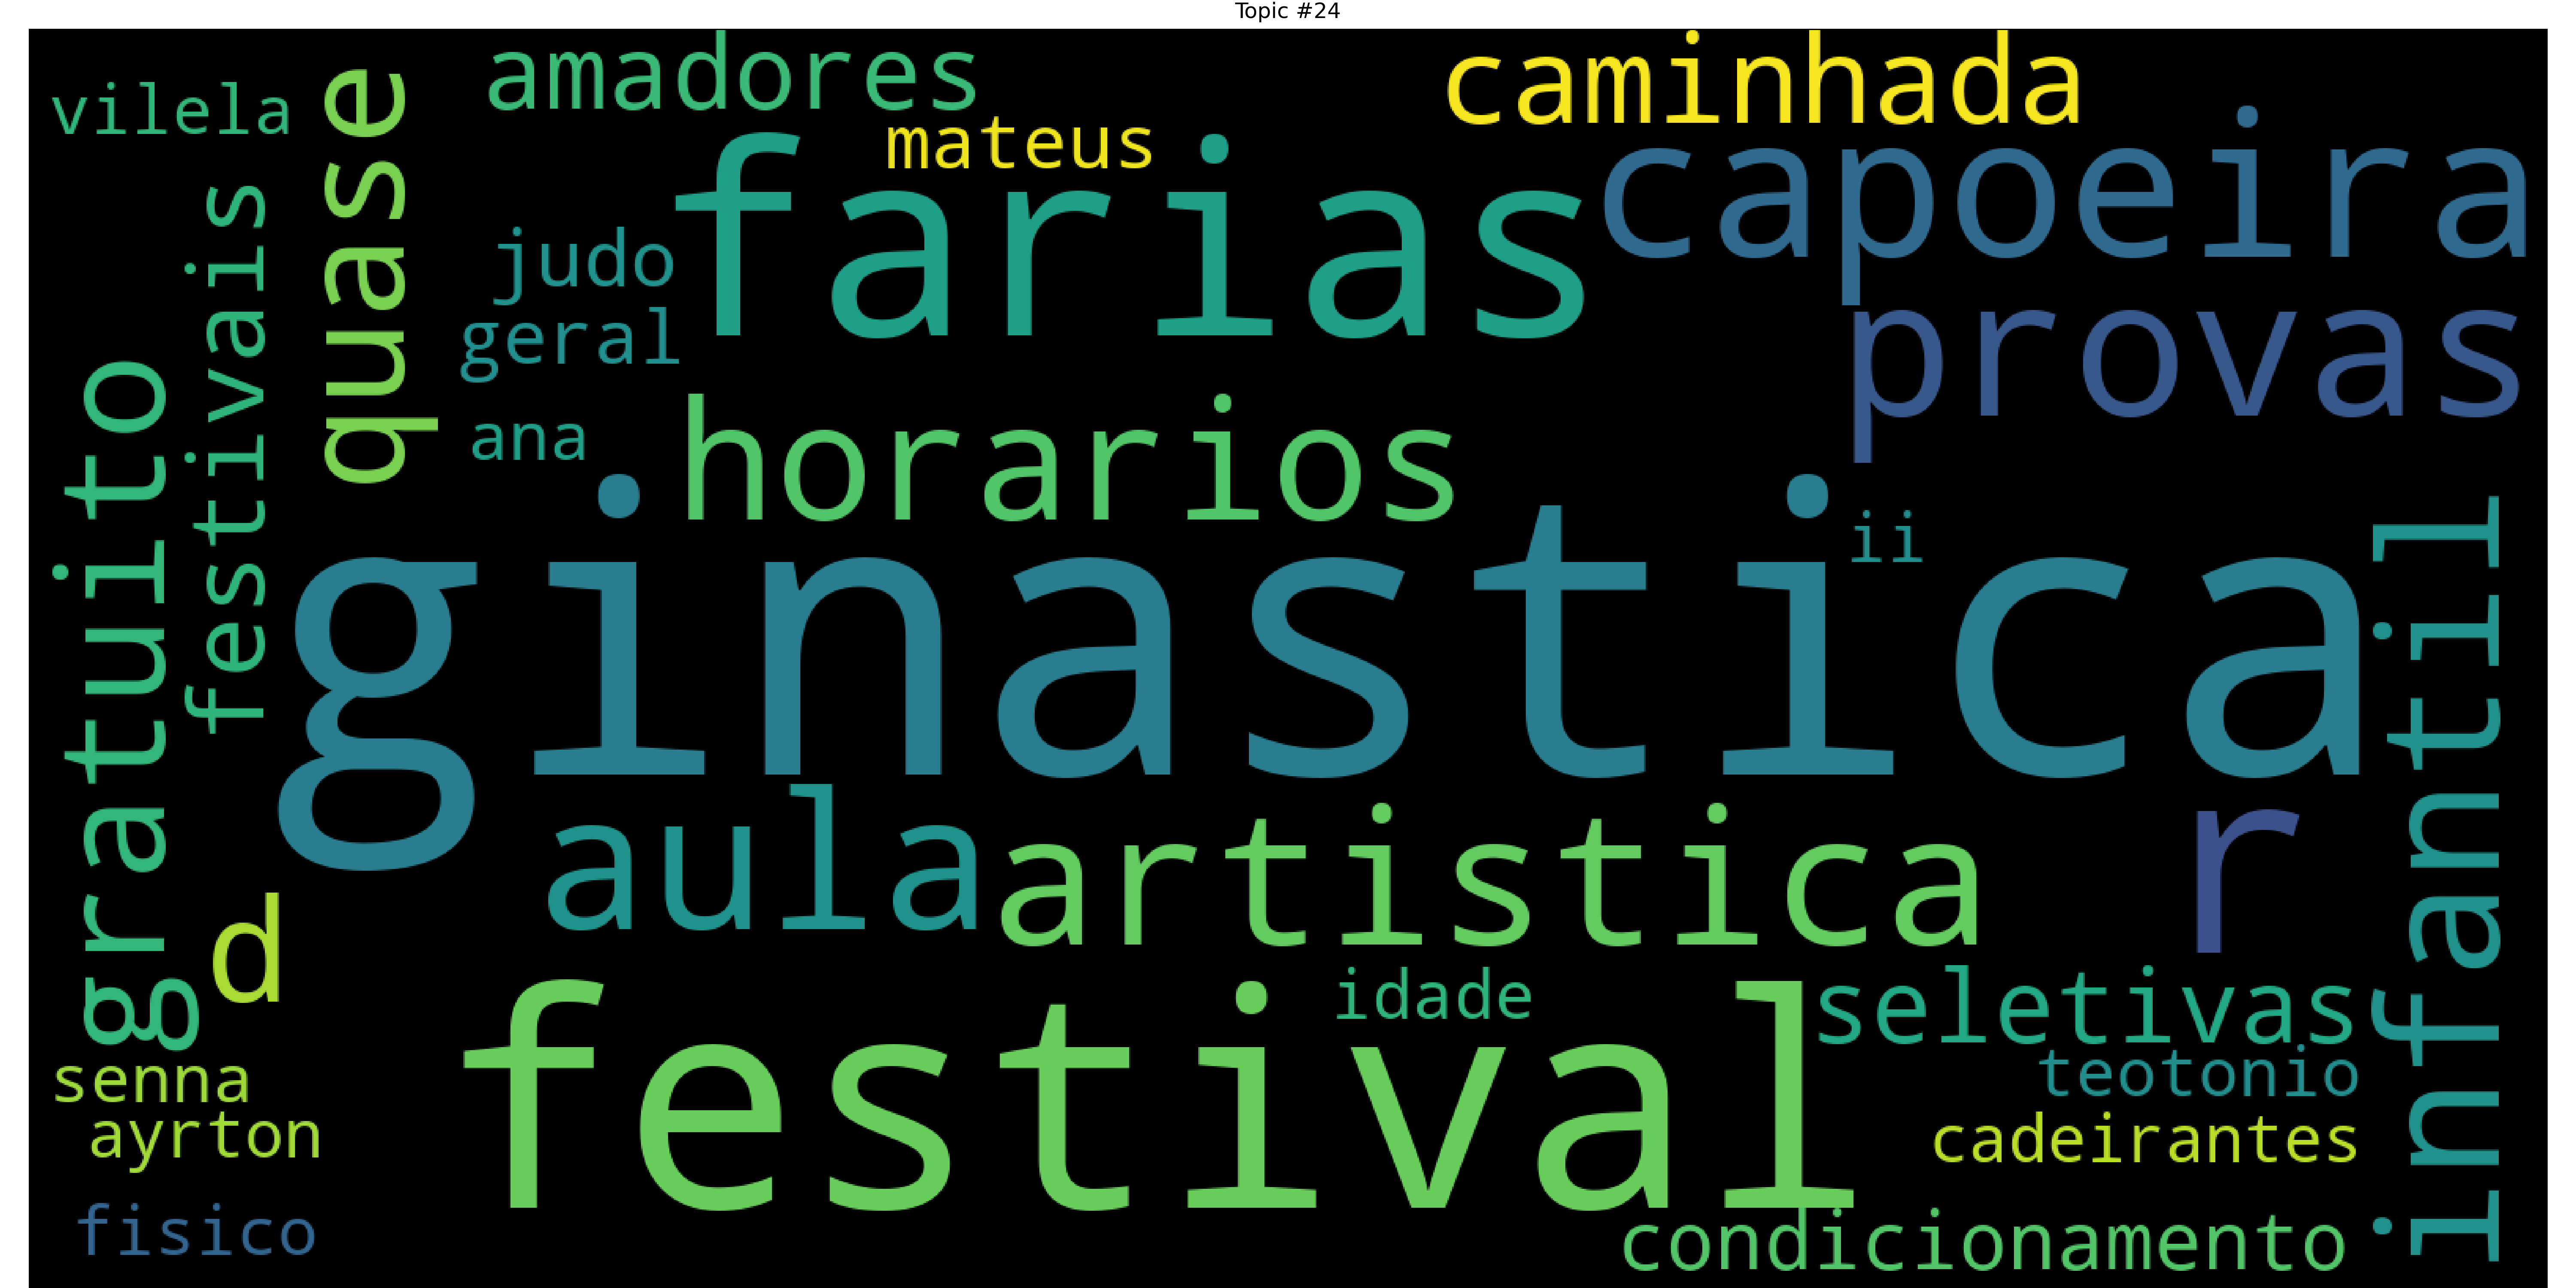 Topic #24
vilela
quase
amadores
mateus
caminhada
farias
capoeira
festivais
judo
geral
provas
gratuito
ana
horarios
ii
ginastica
infantil
aula
artistica
r
d
festival
idade
seletivas
senna
teotonio
ayrton
cadeirantes
fisico
condicionamento